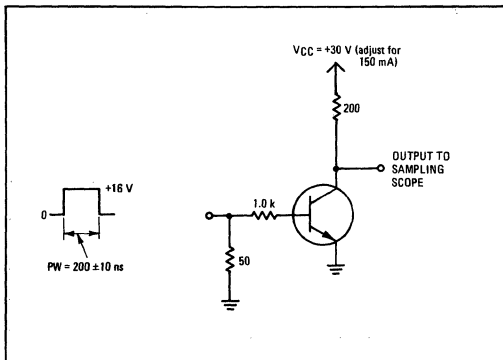 VCC = +30 V (adjust for
150 mA)
200
OUTPUT TO
SAMPLING
SCOPE
+16 V
0
1.0 k
50
PW = 200 ±10 ns